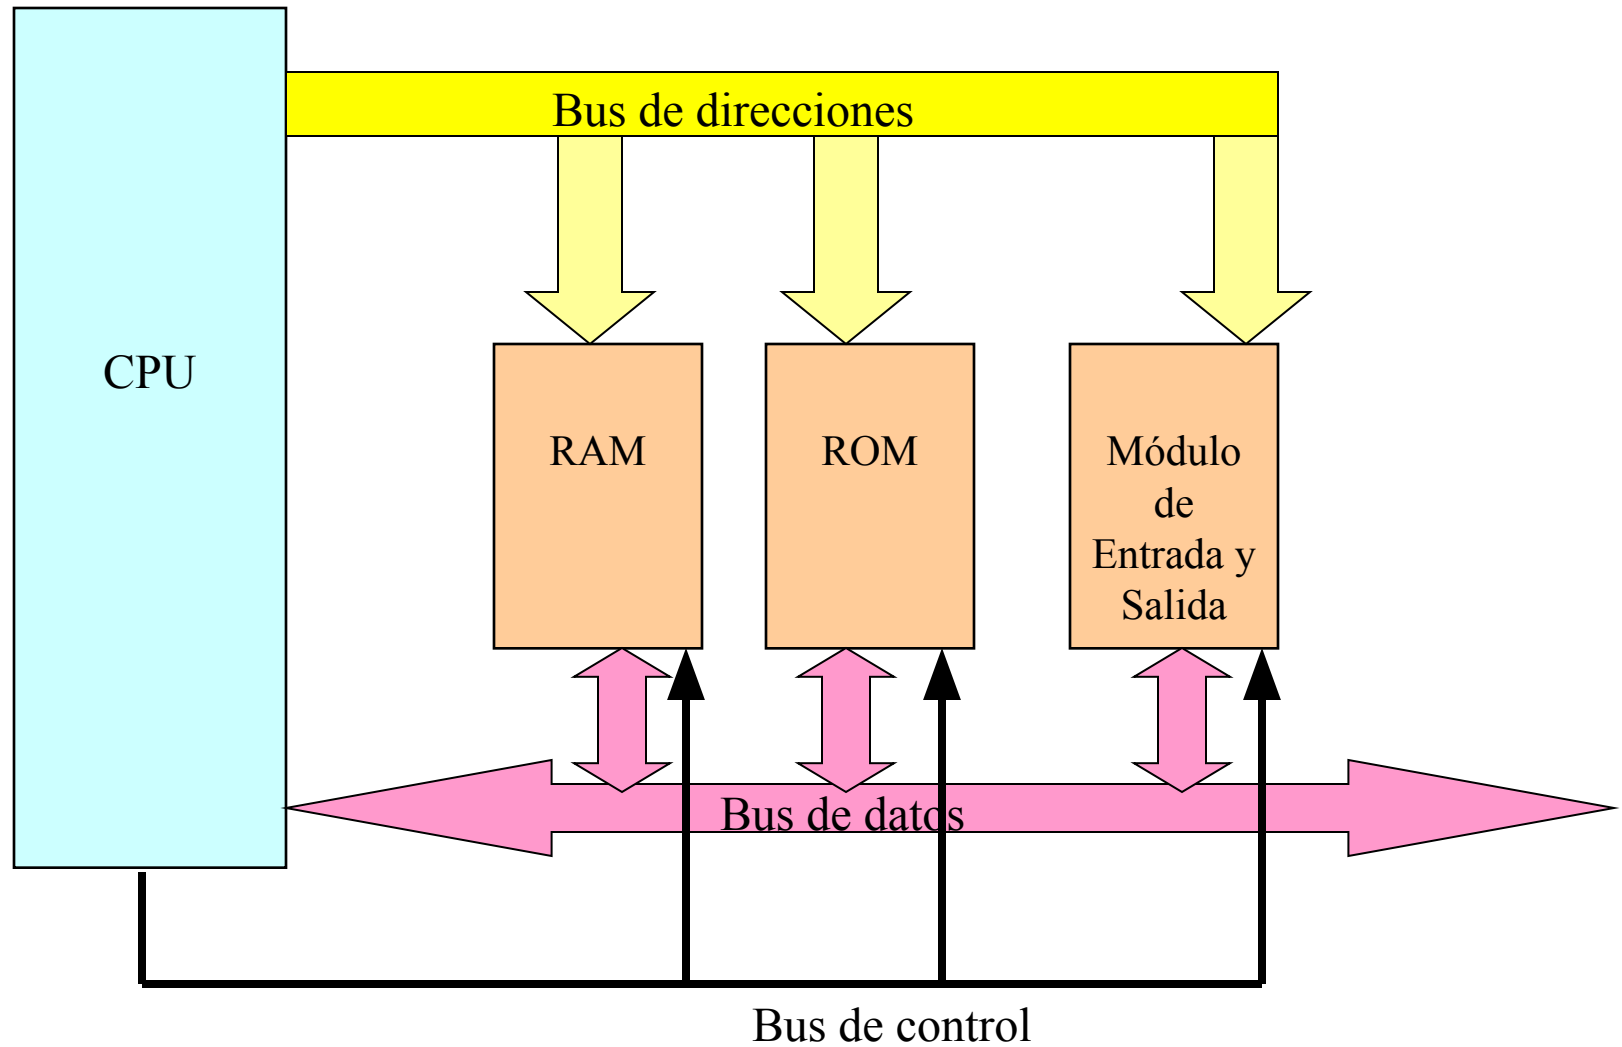 Bus de direcciones
CPU
RAM
ROM
Módulo
de
Entrada y
Salida
Bus de datos
Bus de control